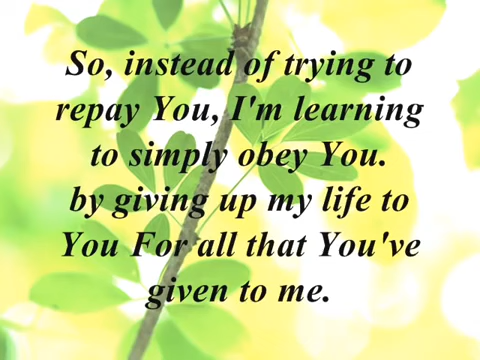 So, instead of trying to
repay You, I'm learning
to simply obey You.
by giving up my life to
You For all that You've
given to me.